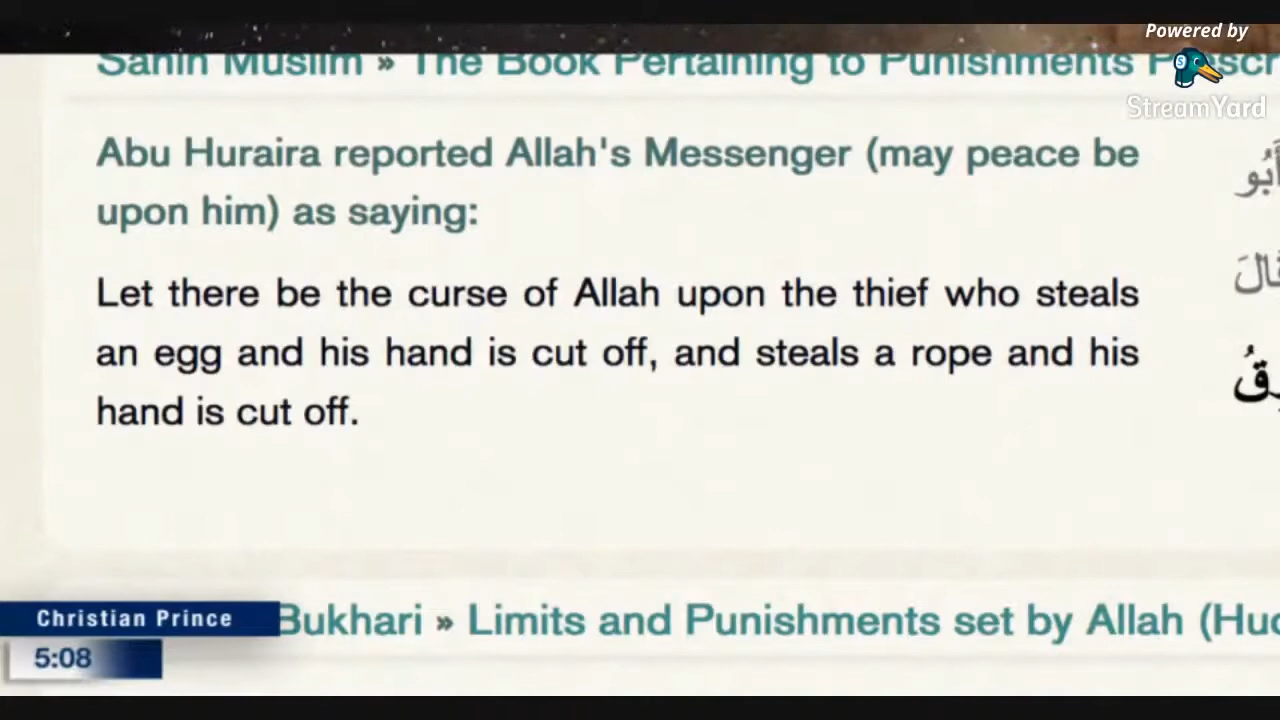 Powered by
StreamYard
Sahih Muslim » The Book Pertaining to Punishments
Abu Huraira reported Allah's Messenger (may peace be
upon him) as saying:
Let there be the curse of Allah upon the thief who steals
an egg and his hand is cut off, and steals a rope and his
hand is cut off.
Christian Prince
Bukhari » Limits and Punishments set by Allah
5:08